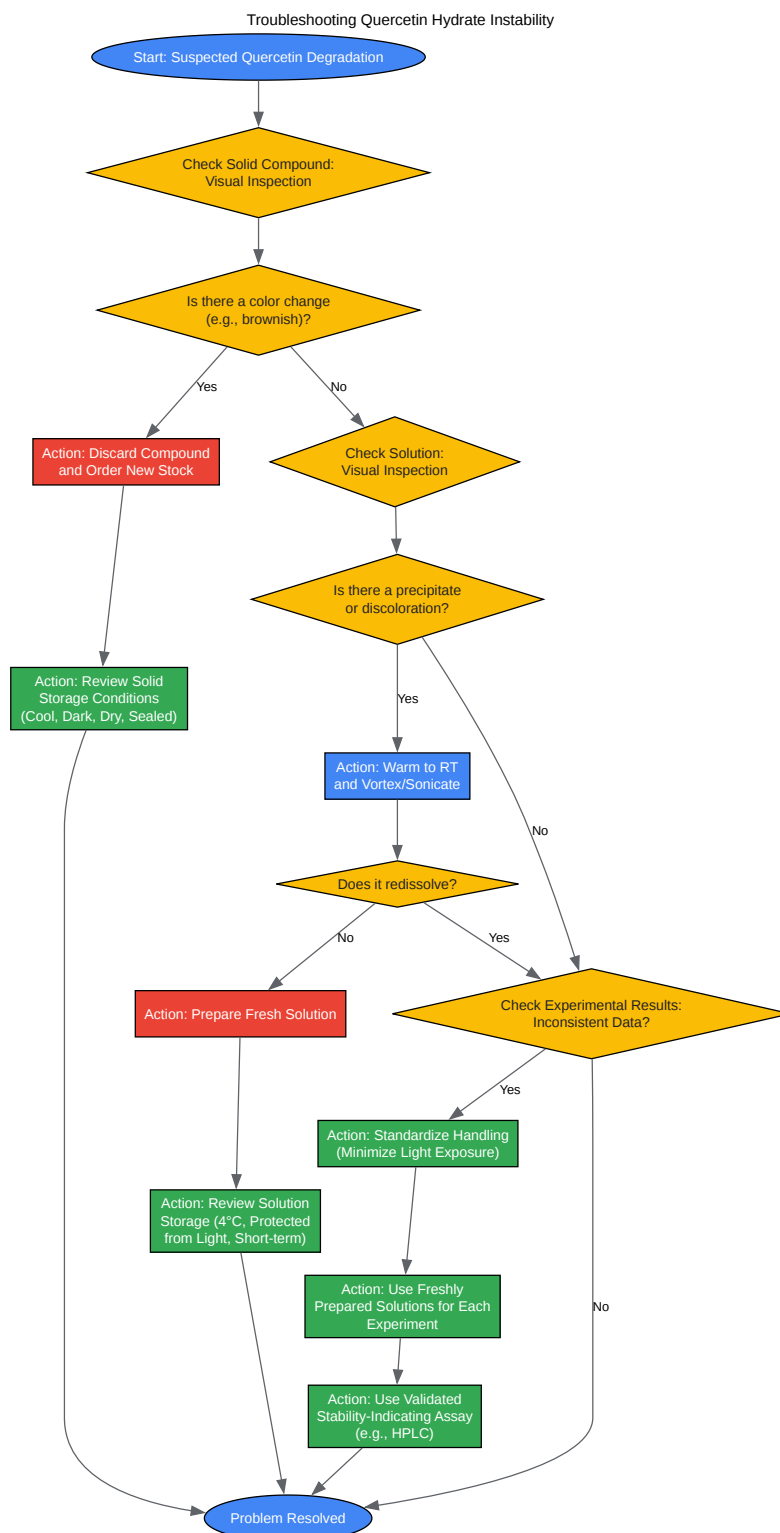 Troubleshooting Quercetin Hydrate Instability
Start: Suspected Quercetin Degradation
Check Solid Compound:
Visual Inspection
Is there a color change
(e.g., brownish)?
Yes
No
Action: Discard Compound
and Order New Stock
Check Solution:
Visual Inspection
Is there a precipitate
or discoloration?
Action: Review Solid
Storage Conditions
(Cool, Dark, Dry, Sealed)
Yes
Action: Warm to RT
and Vortex/Sonicate
No
Does it redissolve?
No
Yes
Action: Prepare Fresh Solution
Check Experimental Results:
Inconsistent Data?
Yes
Action: Standardize Handling
(Minimize Light Exposure)
Action: Review Solution
Storage (4°C, Protected
from Light, Short-term)
Action: Use Freshly
Prepared Solutions for Each
Experiment
No
Action: Use Validated
Stability-Indicating Assay
(e.g., HPLC)
Problem Resolved